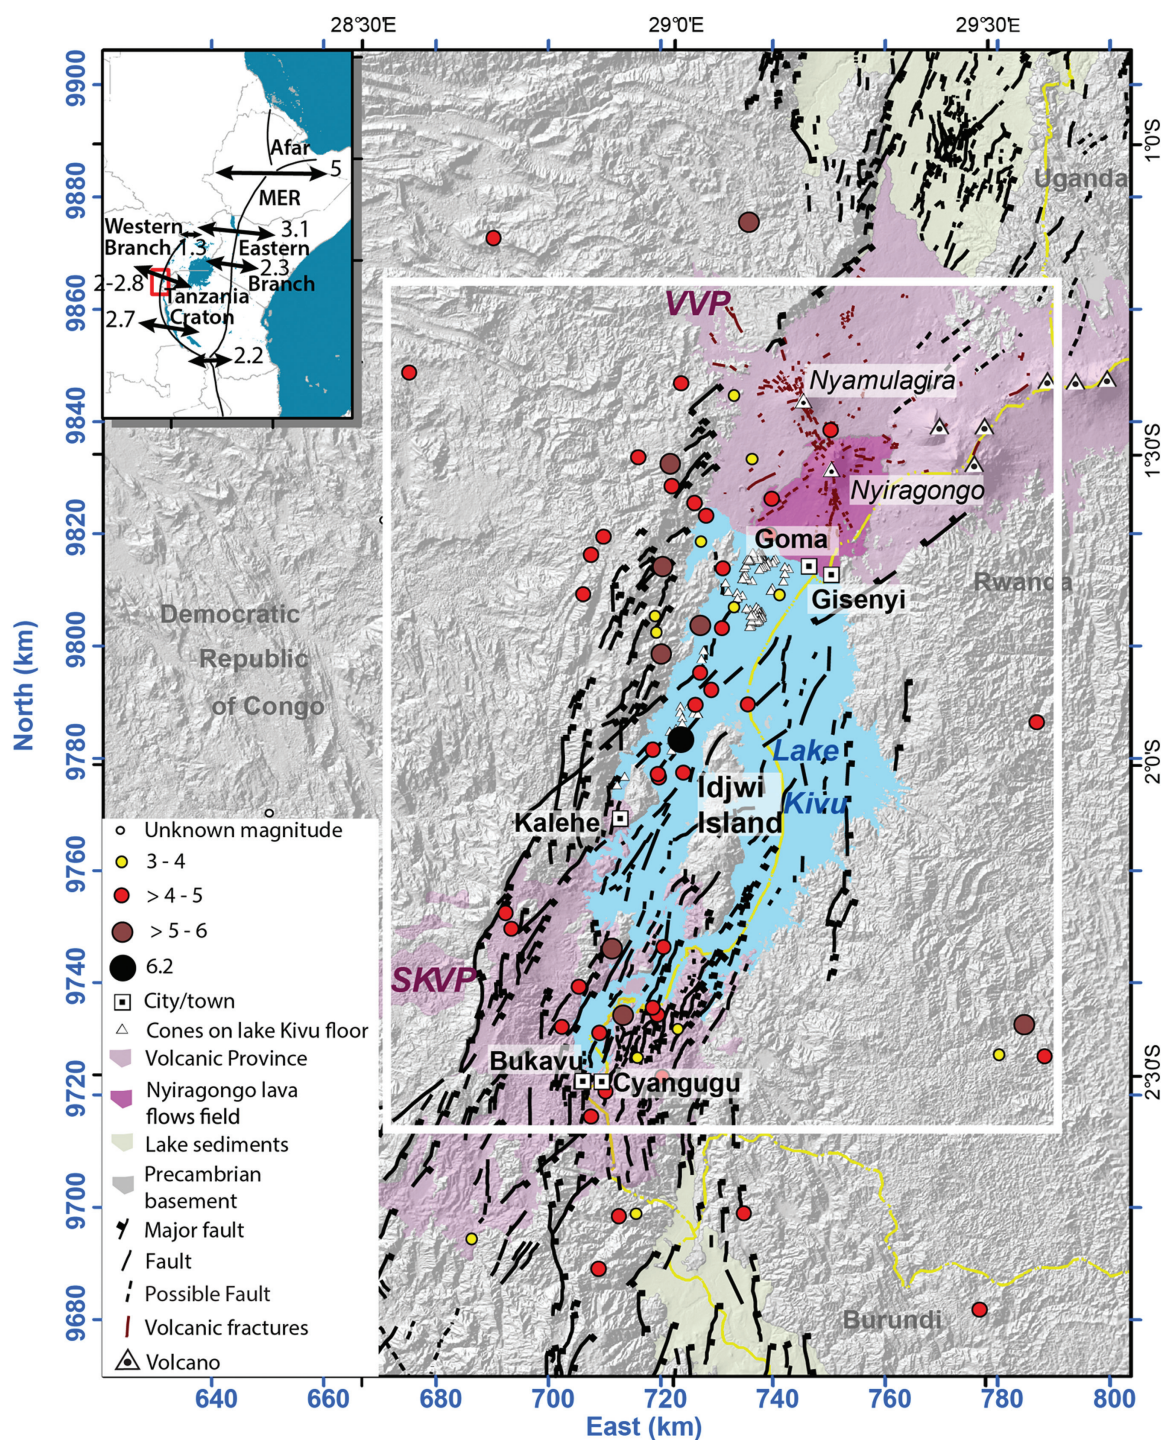 28°30'E
29°0'E
29°30'E
9900
9880
9860
9840
9820
9800
9780
9760
9740
9720
9700
9680
North (km)
1°0'S
1°30'S
2°0'S
2°30'S
640
660
680
700
720
740
760
780
800
East (km)
Afar
5
MER
Western
Branch
1.3
3.1
Eastern
Branch
2.3
2-2.8
Tanzania
Craton
2.7
2.2
Uganda
VVP
Nyamulagira
Nyiragongo
Goma
Gisenyi
Rwanda
Democratic
Republic
of Congo
Lake
Kivu
Idjwi
Island
Kalehe
SKVP
Bukavu
Cyangugu
Burundi
Unknown magnitude
3 - 4
> 4 - 5
> 5 - 6
6.2
City/town
Cones on lake Kivu floor
Volcanic Province
Nyiragongo lava
flows field
Lake sediments
Precambrian
basement
Major fault
Fault
Possible Fault
Volcanic fractures
Volcano